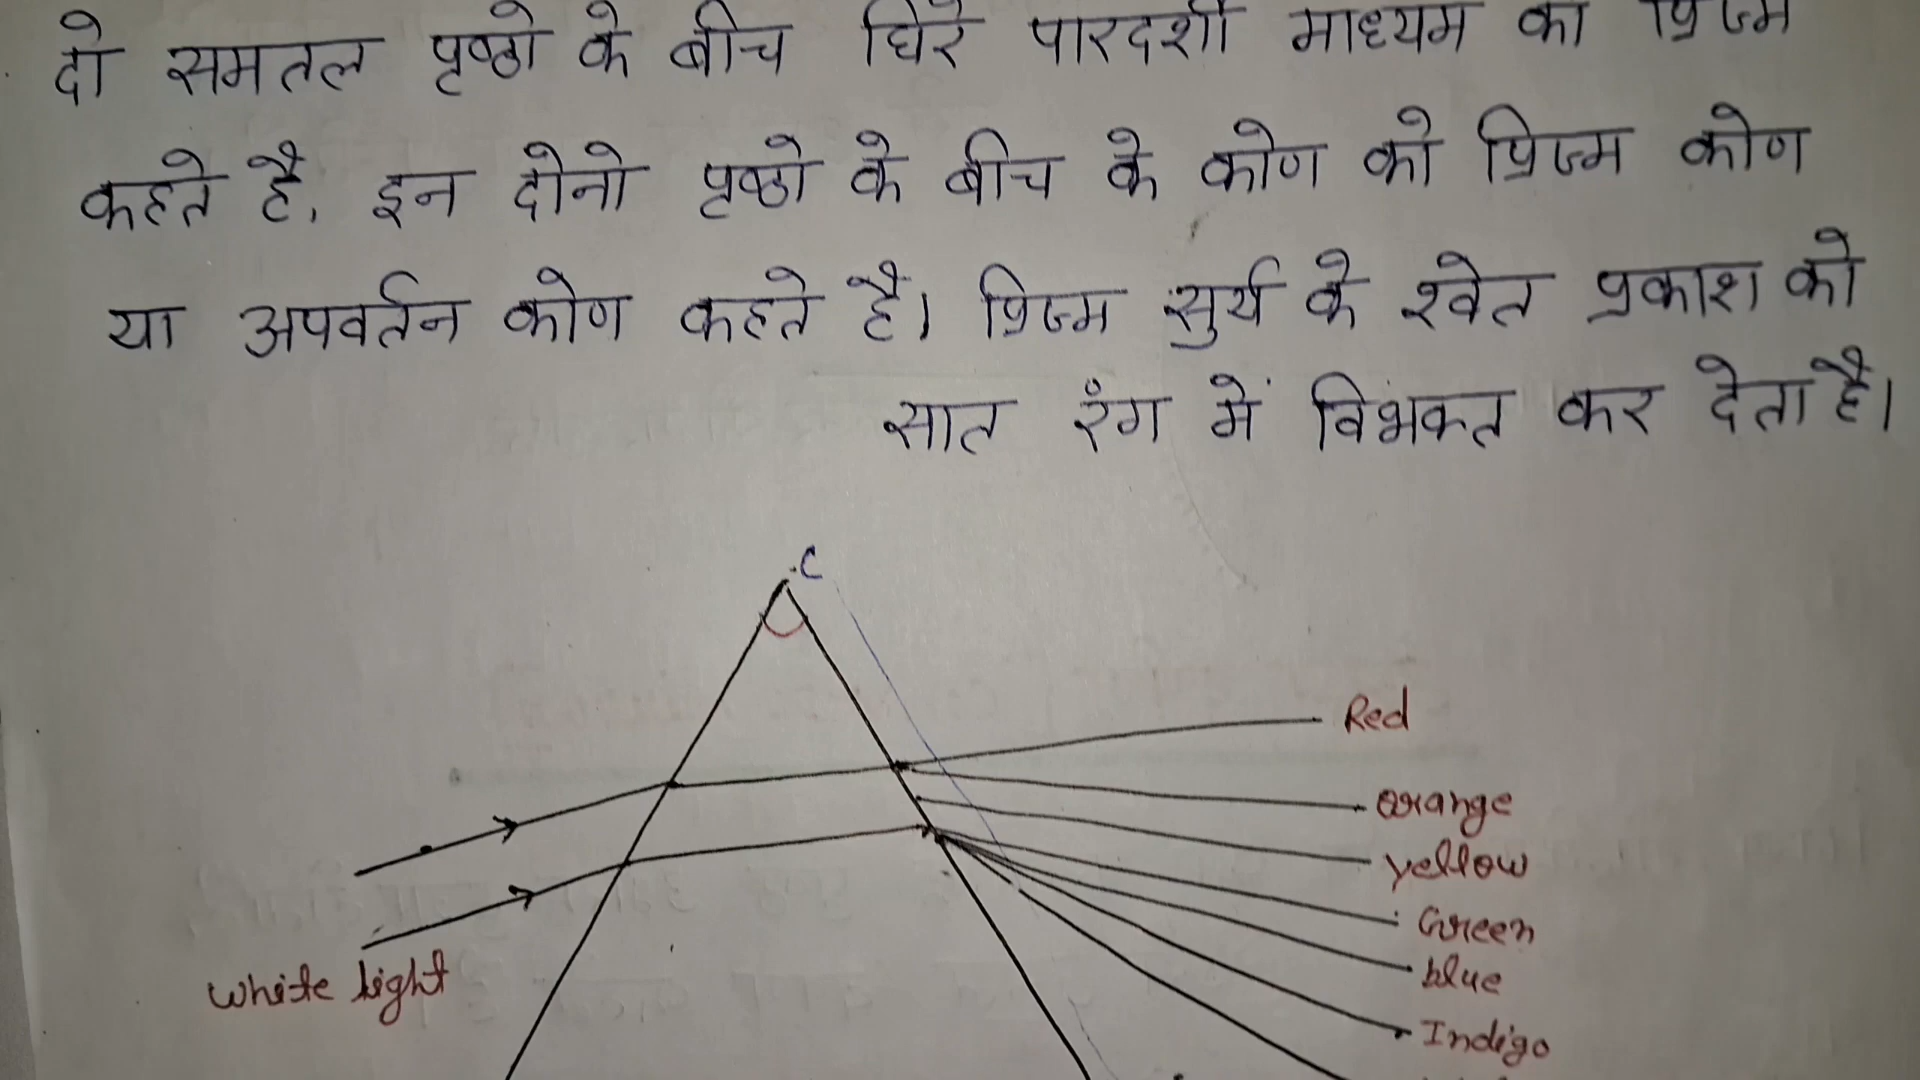 दो समतल पृष्ठो के बीच घिरे पारदर्शी माध्यम को प्रिज्म
कहते है, इन दोनो पृष्ठो के बीच के कोण को प्रिज्म कोण
या अपवर्तन कोण कहते है। प्रिज्म सुर्य के श्वेत प्रकाश को
सात रंग में विभक्त कर देता है।
C
Red
Orange
yellow
Green
blue
white light
Indigo